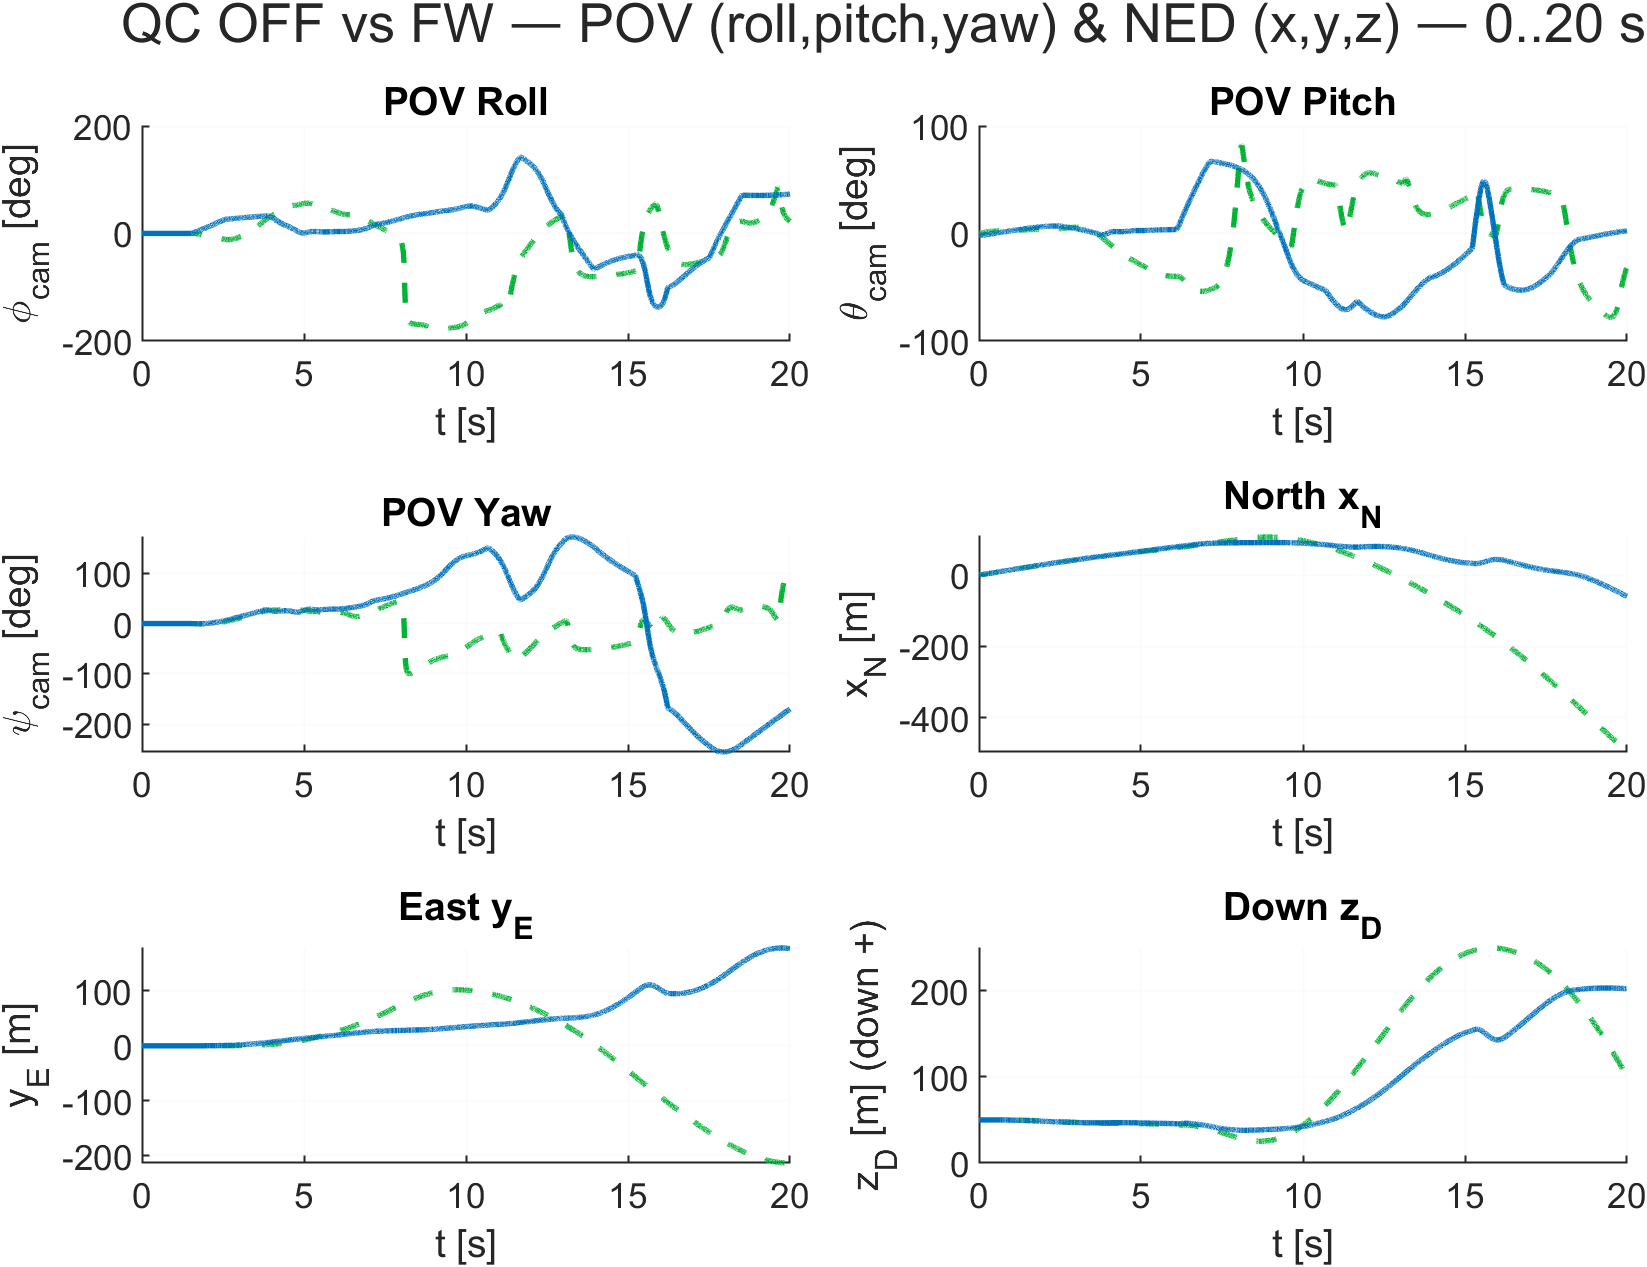 QC OFF vs FW — POV (roll,pitch,yaw) & NED (x,y,z) — 0..20 s
POV Roll
200
0
-200
ϕcam [deg]
0 5 10 15 20
t [s]
POV Pitch
100
0
-100
θcam [deg]
0 5 10 15 20
t [s]
POV Yaw
100
0
-100
-200
ψcam [deg]
0 5 10 15 20
t [s]
North xN
0
-200
-400
xN [m]
0 5 10 15 20
t [s]
East yE
100
0
-100
-200
yE [m]
0 5 10 15 20
t [s]
Down zD
200
100
0
zD [m] (down +)
0 5 10 15 20
t [s]